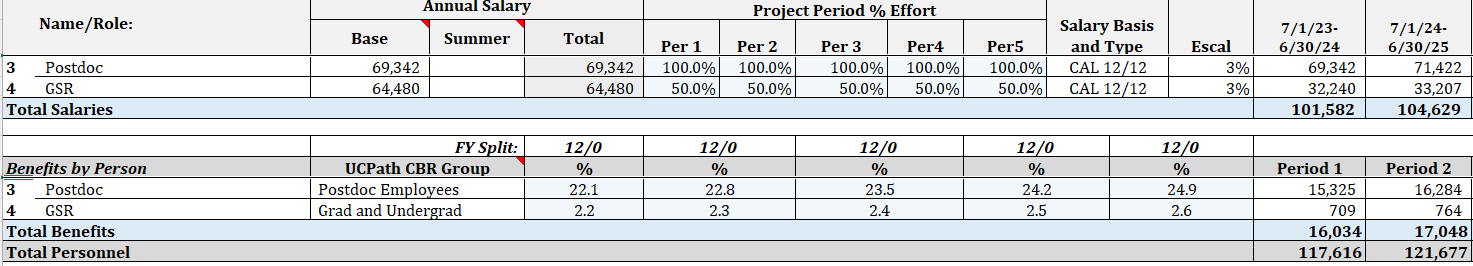 Annual Salary Project Period % Effort
Name/Role: Salary Basis 7/1/23- 7/1/24-
Base Summer Total Per 1 Per 2 Per 3 Per4 Per5 and Type Escal 6/30/24 6/30/25
3 Postdoc 69,342 69,342 100.0% 100.0% 100.0% 100.0% 100.0% CAL 12/12 3% 69,342 71,422
4 GSR 64,480 64,480 50.0% 50.0% 50.0% 50.0% 50.0% CAL 12/12 3% 32,240 33,207
Total Salaries 101,582 104,629
FY Split: 12/0 12/0 12/0 12/0 12/0
Benefits by Person UCPath CBR Group % % % % % Period 1 Period 2
3 Postdoc Postdoc Employees 22.1 22.8 23.5 24.2 24.9 15,325 16,284
4 GSR Grad and Undergrad 2.2 2.3 2.4 2.5 2.6 709 764
Total Benefits 16,034 17,048
Total Personnel 117,616 121,677